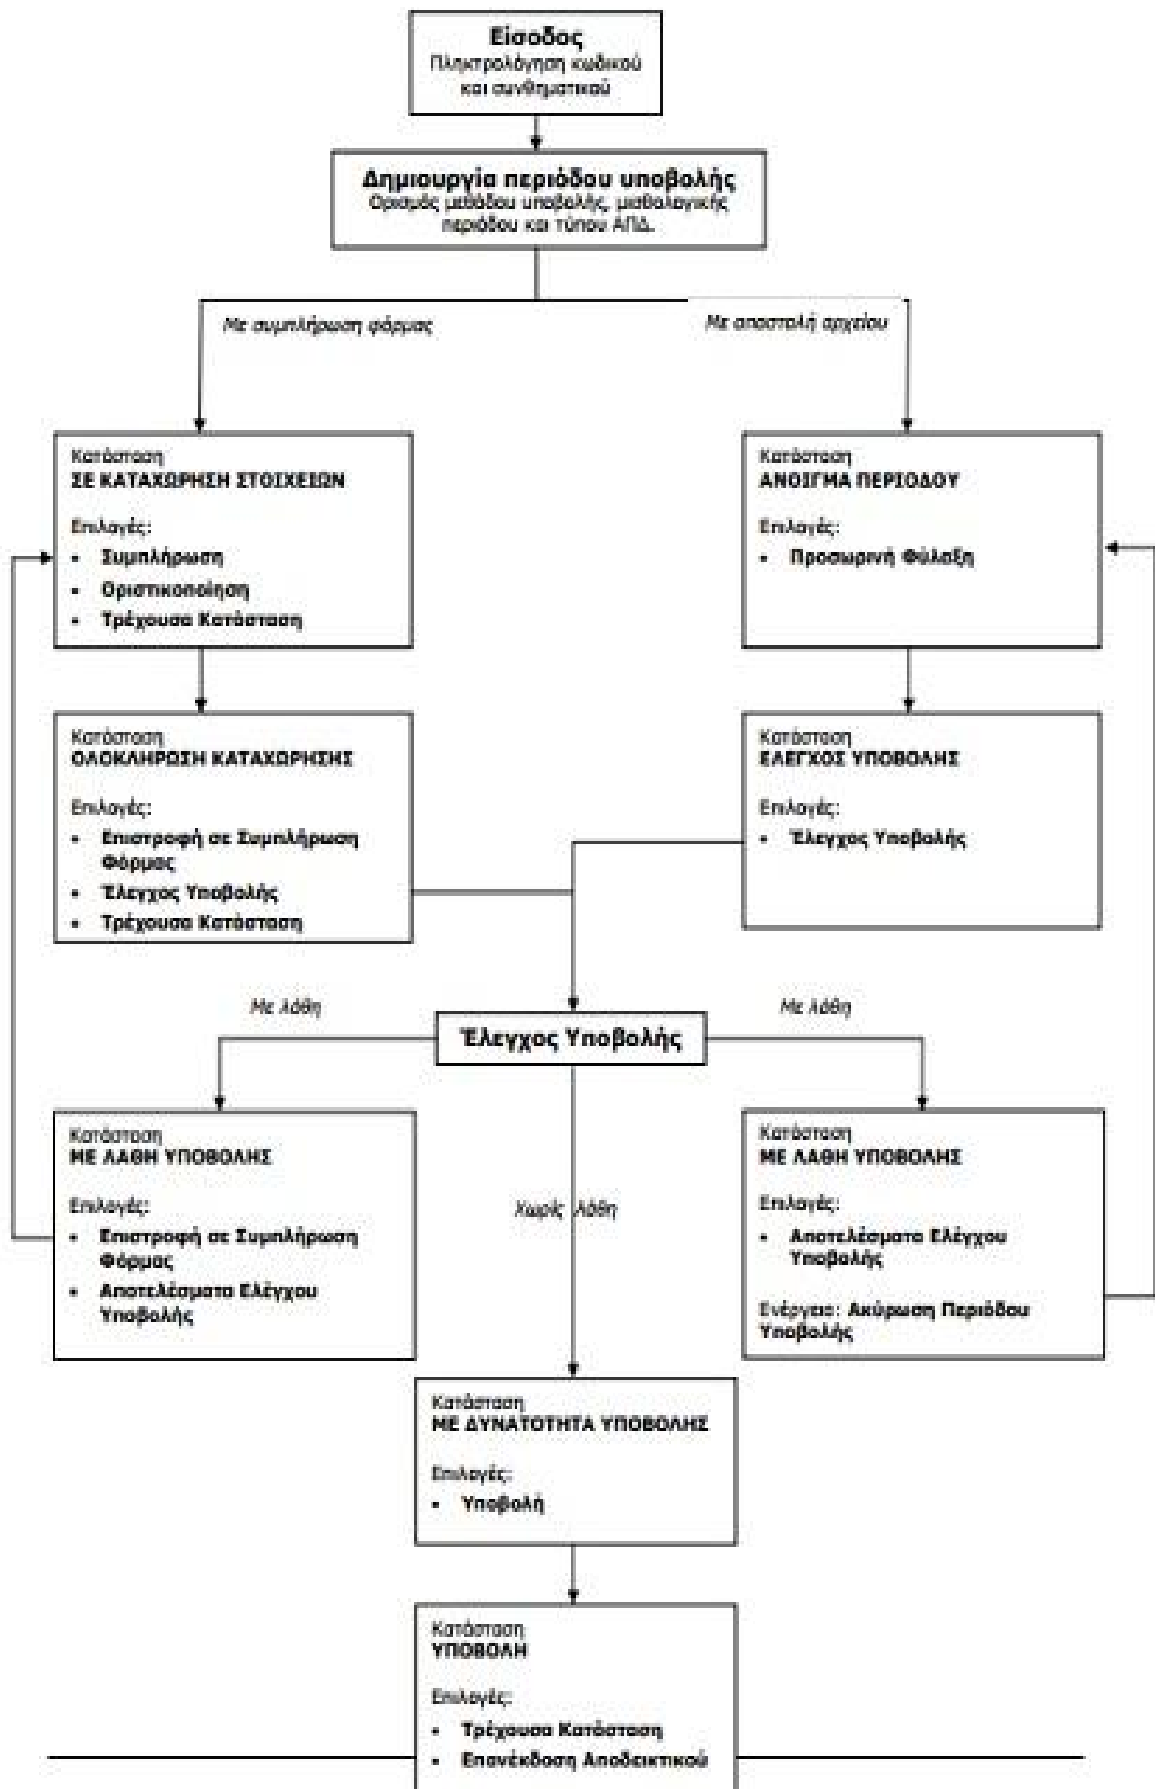 Είσοδος
Πληκτρολόγηση κωδικού
και συνθηματικού
Δημιουργία περιόδου υποβολής
Ορισμός μεθόδου υποβολής, μισθολογικής
περιόδου και τύπου ΑΠΔ.
Με συμπλήρωση φόρμας
Με αποστολή αρχείου
Κατάσταση
ΣΕ ΚΑΤΑΧΩΡΗΣΗ ΣΤΟΙΧΕΙΩΝ
Επιλογές:
• Συμπλήρωση
• Οριστικοποίηση
• Τρέχουσα Κατάσταση
Κατάσταση
ΑΝΟΙΓΜΑ ΠΕΡΙΟΔΟΥ
Επιλογές:
• Προσωρινή Φύλαξη
Κατάσταση
ΟΛΟΚΛΗΡΩΣΗ ΚΑΤΑΧΩΡΗΣΗΣ
Επιλογές:
• Επιστροφή σε Συμπλήρωση
Φόρμας
• Έλεγχος Υποβολής
• Τρέχουσα Κατάσταση
Κατάσταση
ΕΛΕΓΧΟΣ ΥΠΟΒΟΛΗΣ
Επιλογές:
• Έλεγχος Υποβολής
Με λάθη
Έλεγχος Υποβολής
Με λάθη
Κατάσταση
ΜΕ ΛΑΘΗ ΥΠΟΒΟΛΗΣ
Επιλογές:
• Επιστροφή σε Συμπλήρωση
Φόρμας
• Αποτελέσματα Ελέγχου
Υποβολής
Χωρίς λάθη
Κατάσταση
ΜΕ ΛΑΘΗ ΥΠΟΒΟΛΗΣ
Επιλογές:
• Αποτελέσματα Ελέγχου
Υποβολής
Ενέργεια: Ακύρωση Περιόδου
Υποβολής
Κατάσταση
ΜΕ ΔΥΝΑΤΟΤΗΤΑ ΥΠΟΒΟΛΗΣ
Επιλογές:
• Υποβολή
Κατάσταση
ΥΠΟΒΟΛΗ
Επιλογές:
• Τρέχουσα Κατάσταση
• Επανέκδοση Αποδεικτικού